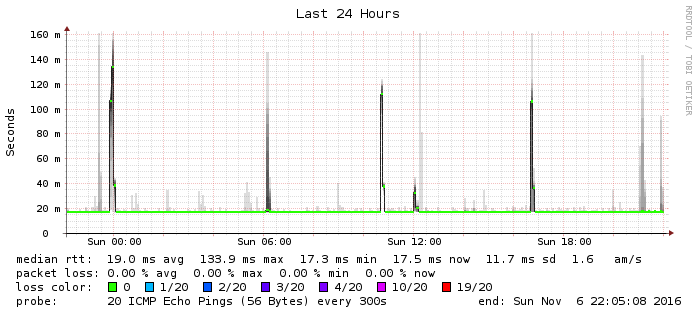 Last 24 Hours
RRDTOOL / TOBI OETIKER
Seconds
160 m
140 m
120 m
100 m
80 m
60 m
40 m
20 m
0
Sun 00:00 Sun 06:00 Sun 12:00 Sun 18:00
median rtt: 19.0 ms avg 133.9 ms max 17.3 ms min 17.5 ms now 11.7 ms sd 1.6 am/s
packet loss: 0.00 % avg 0.00 % max 0.00 % min 0.00 % now
loss color: 0 1/20 2/20 3/20 4/20 10/20 19/20
probe: 20 ICMP Echo Pings (56 Bytes) every 300s end: Sun Nov 6 22:05:08 2016